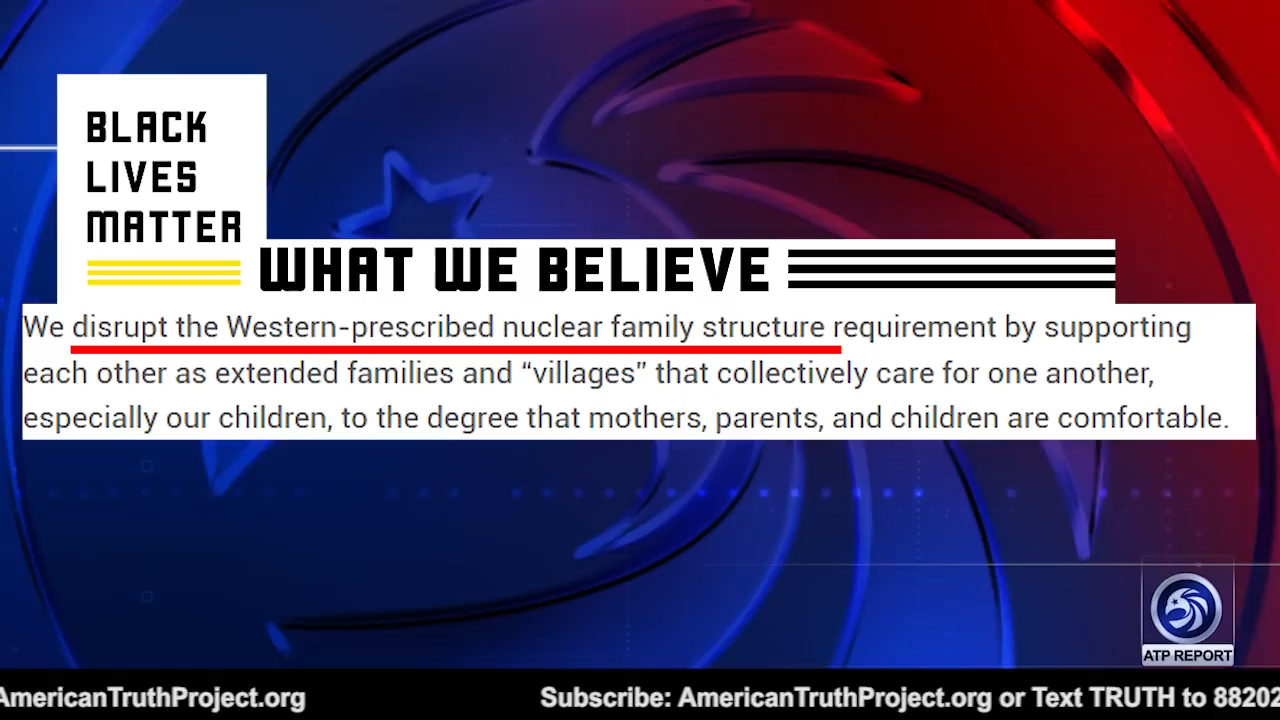 BLACK
LIVES
MATTER
WHAT WE BELIEVE
We disrupt the Western-prescribed nuclear family structure requirement by supporting
each other as extended families and “villages” that collectively care for one another,
especially our children, to the degree that mothers, parents, and children are comfortable.
ATP REPORT
AmericanTruthProject.org
Subscribe: AmericanTruthProject.org or Text TRUTH to 88202